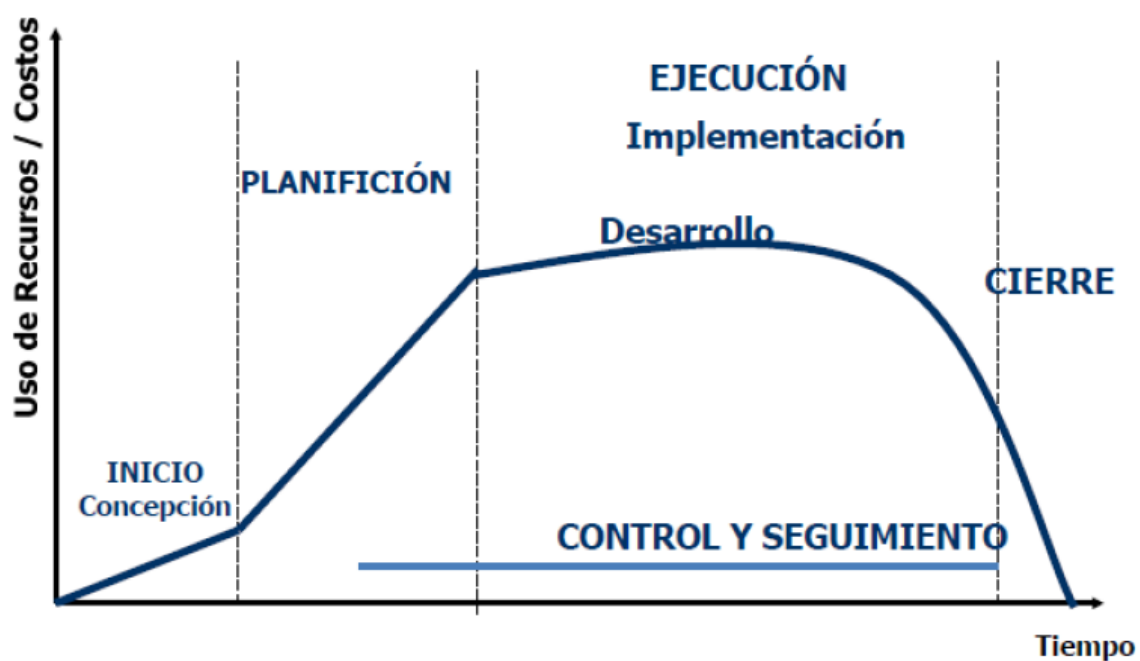 Uso de Recursos / Costos
EJECUCIÓN
Implementación
PLANIFICIÓN
Desarrollo
CIERRE
INICIO
Concepción
CONTROL Y SEGUIMIENTO
Tiempo